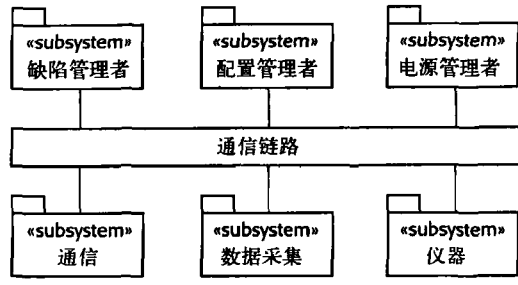 «subsystem»
缺陷管理者
«subsystem»
配置管理者
«subsystem»
电源管理者
通信链路
«subsystem»
通信
«subsystem»
数据采集
«subsystem»
仪器